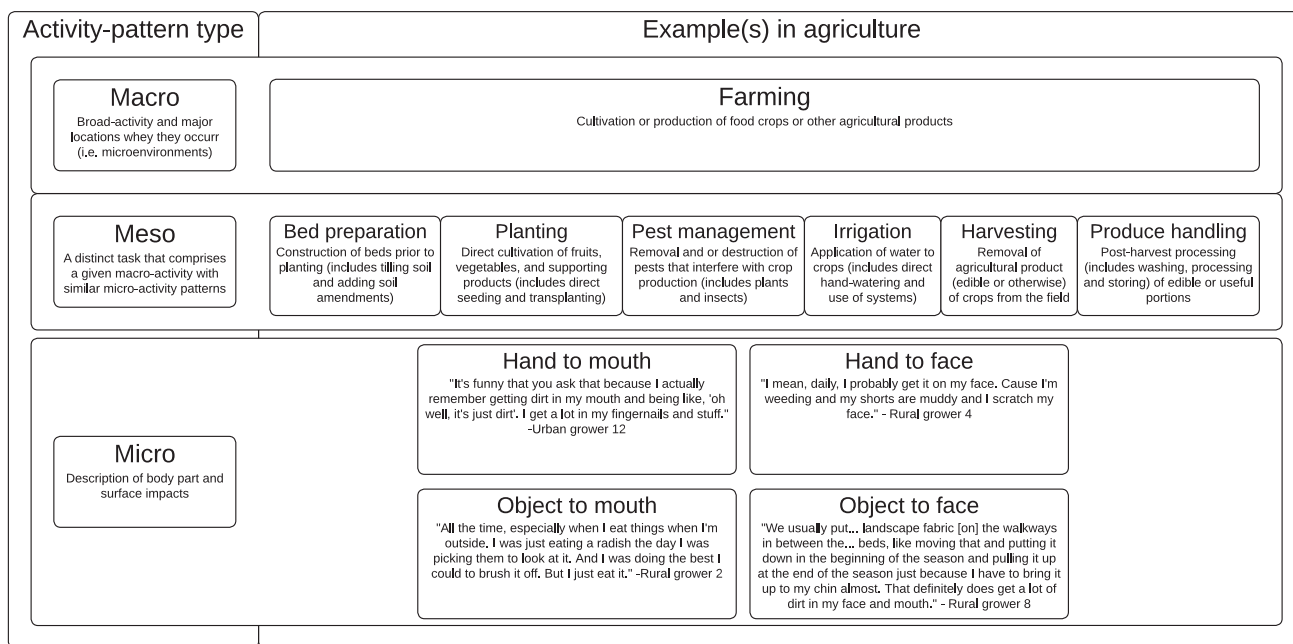 Activity-pattern type
Example(s) in agriculture
Macro
Broad-activity and major
locations whey they occurr
(i.e. microenvironments)
Farming
Cultivation or production of food crops or other agricultural products
Meso
A distinct task that comprises
a given macro-activity with
similar micro-activity patterns
Bed preparation
Construction of beds prior to
planting (includes tilling soil
and adding soil
amendments)
Planting
Direct cultivation of fruits,
vegetables, and supporting
products (includes direct
seeding and transplanting)
Pest management
Removal and or destruction of
pests that interfere with crop
production (includes plants
and insects)
Irrigation
Application of water to
crops (includes direct
hand-watering and
use of systems)
Harvesting
Removal of
agricultural product
(edible or otherwise)
of crops from the field
Produce handling
Post-harvest processing
(includes washing, processing
and storing) of edible or useful
portions
Micro
Description of body part and
surface impacts
Hand to mouth
"It's funny that you ask that because I actually
remember getting dirt in my mouth and being like, 'oh
well, it's just dirt'. I get a lot in my fingernails and stuff."
-Urban grower 12
Hand to face
"I mean, daily, I probably get it on my face. Cause I'm
weeding and my shorts are muddy and I scratch my
face." - Rural grower 4
Object to mouth
"All the time, especially when I eat things when I'm
outside. I was just eating a radish the day I was
picking them to look at it. And I was doing the best I
could to brush it off. But I just eat it." -Rural grower 2
Object to face
"We usually put... landscape fabric [on] the walkways
in between the... beds, like moving that and putting it
down in the beginning of the season and pulling it up
at the end of the season just because I have to bring it
up to my chin almost. That definitely does get a lot of
dirt in my face and mouth." - Rural grower 8